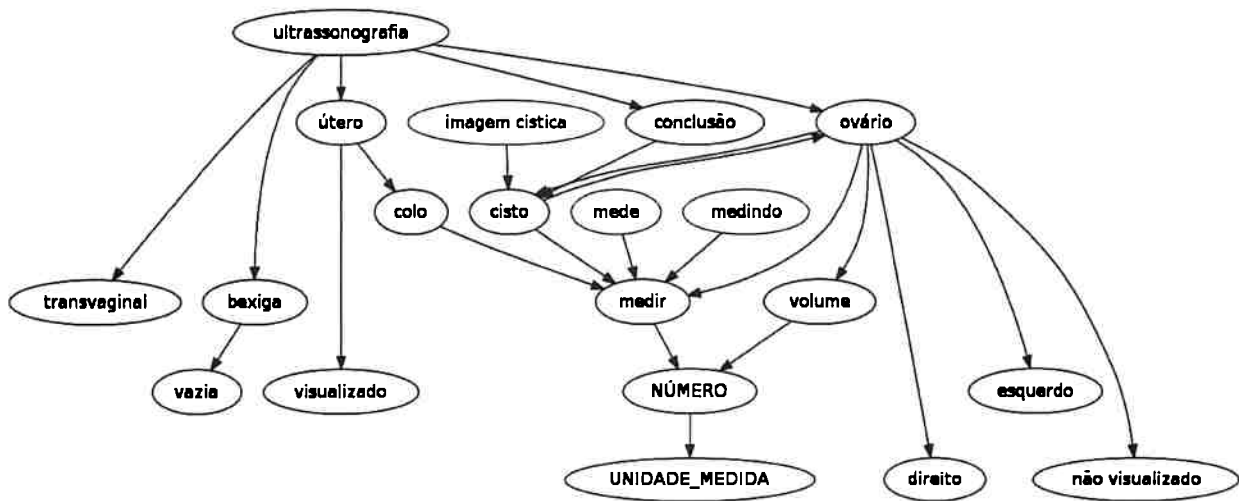 ultrassonografia
útero
imagem cistica
conclusão
ovário
colo
cisto
mede
medindo
transvaginal
bexiga
medir
volume
vazia
visualizado
NÚMERO
esquerdo
UNIDADE_MEDIDA
direito
não visualizado